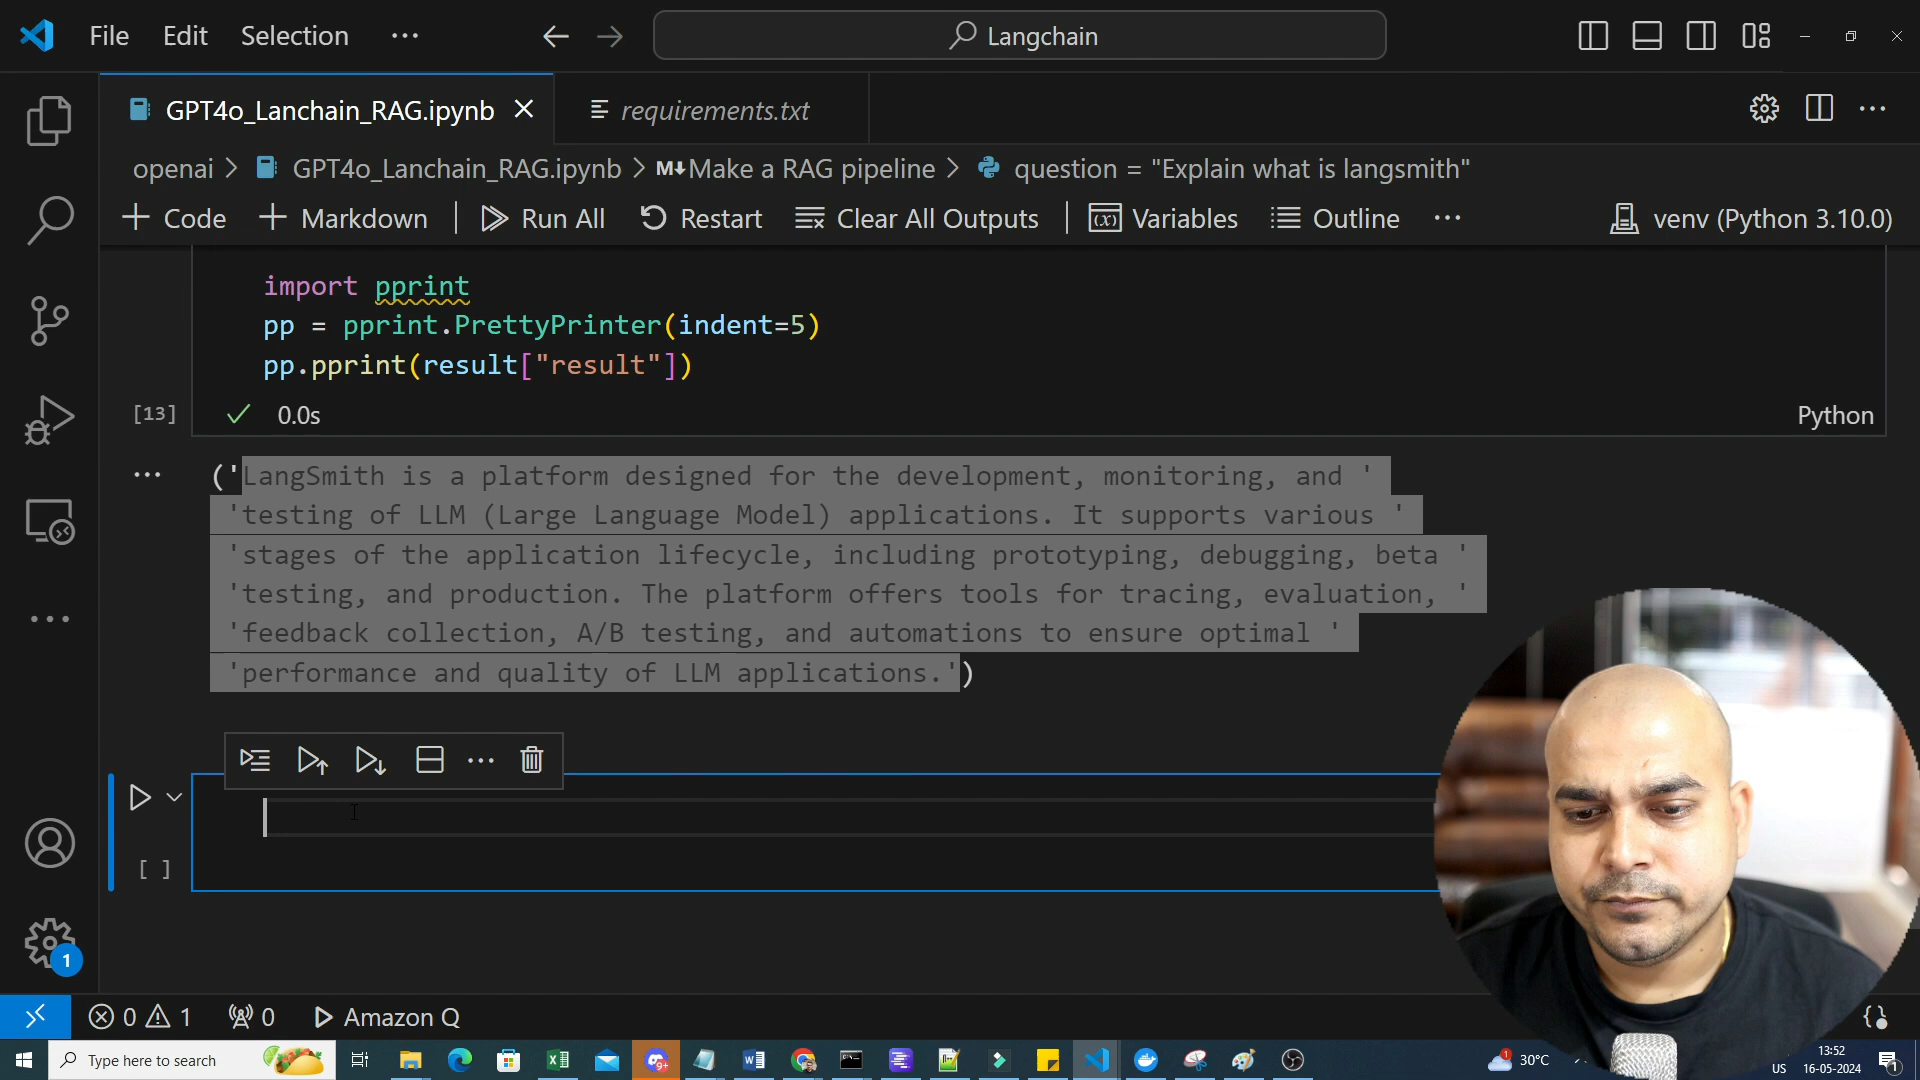 File Edit Selection ··· Langchain
GPT4o_Lanchain_RAG.ipynb requirements.txt
openai > GPT4o_Lanchain_RAG.ipynb > M↓Make a RAG pipeline > question = "Explain what is langsmith"
+ Code + Markdown | Run All Restart Clear All Outputs | Variables Outline ··· venv (Python 3.10.0)
import pprint
pp = pprint.PrettyPrinter(indent=5)
pp.pprint(result["result"])
[13] ✓ 0.0s Python
··· ('LangSmith is a platform designed for the development, monitoring, and '
'testing of LLM (Large Language Model) applications. It supports various '
'stages of the application lifecycle, including prototyping, debugging, beta '
'testing, and production. The platform offers tools for tracing, evaluation, '
'feedback collection, A/B testing, and automations to ensure optimal '
'performance and quality of LLM applications.')
[ ]
1
0 1 0 Amazon Q
Type here to search 9+ 1 30°C US 13:52
16-05-2024 1